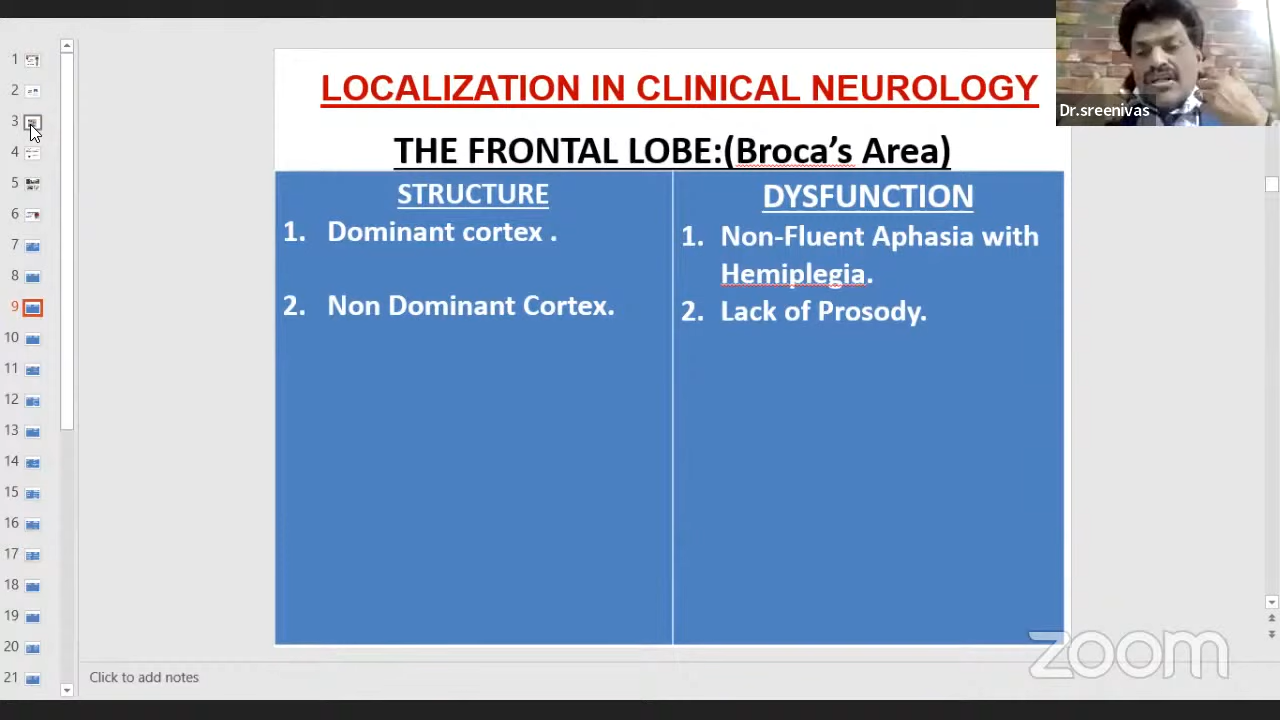 LOCALIZATION IN CLINICAL NEUROLOGY
THE FRONTAL LOBE:(Broca's Area)
STRUCTURE
1. Dominant cortex .
2. Non Dominant Cortex.
DYSFUNCTION
1. Non-Fluent Aphasia with
Hemiplegia.
2. Lack of Prosody.
Dr.sreenivas
1
2
3
4
5
6
7
8
9
10
11
12
13
14
15
16
17
18
19
20
21
Click to add notes
zoom